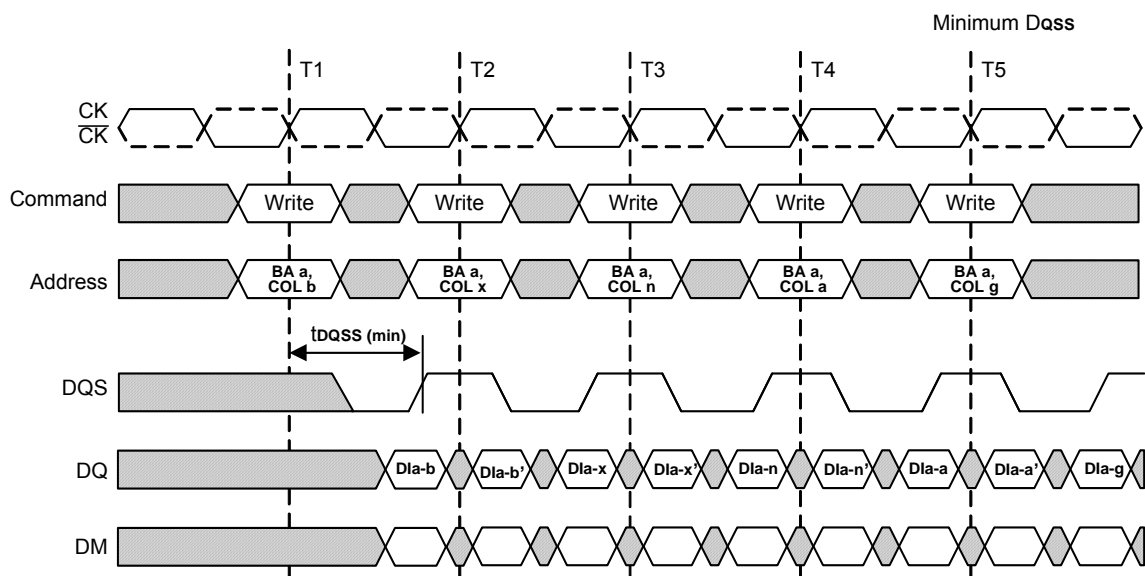 Minimum DQSS
T1 T2 T3 T4 T5
CK
CK
Command Write Write Write Write Write
Address
BA a, COL b
BA a, COL x
BA a, COL n
BA a, COL a
BA a, COL g
tDQSS (min)
DQS
DQ DIa-b DIa-b' DIa-x DIa-x' DIa-n DIa-n' DIa-a DIa-a' DIa-g
DM